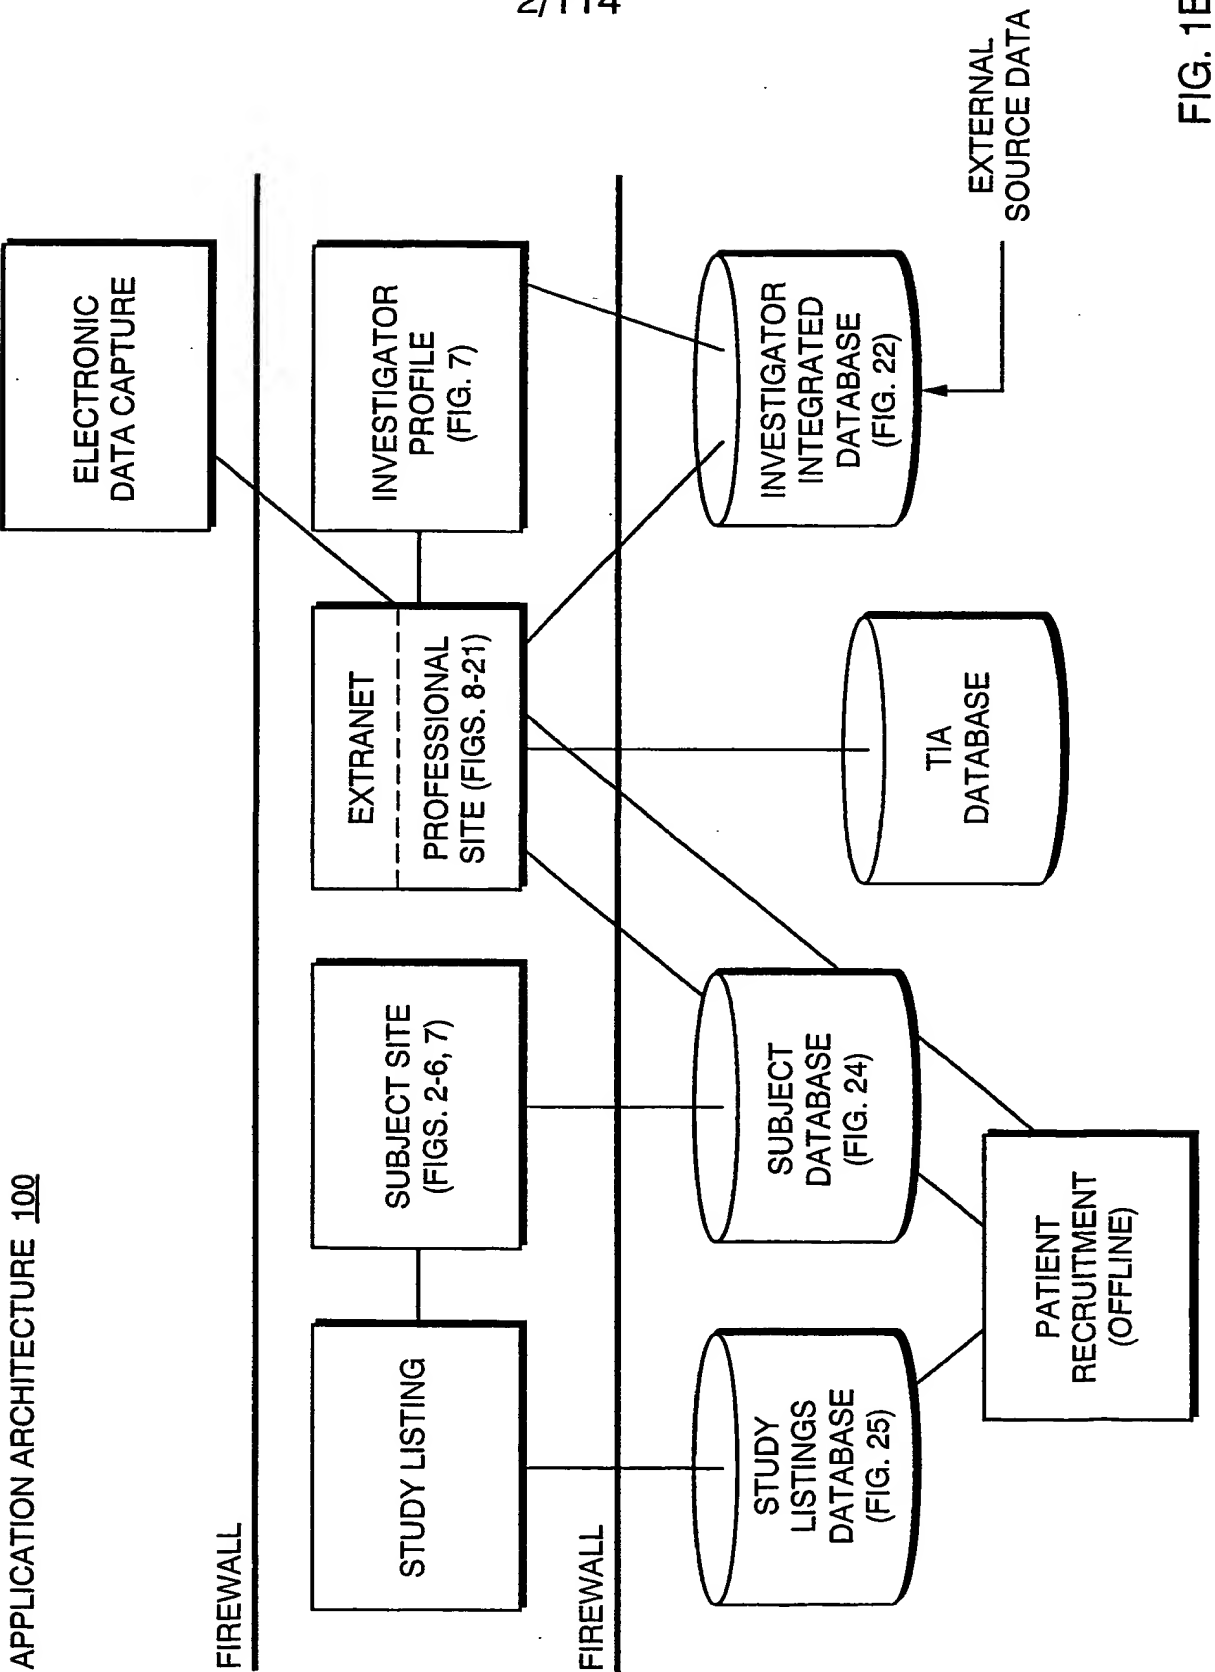 2/114
APPLICATION ARCHITECTURE 100
ELECTRONIC
DATA CAPTURE
FIREWALL
STUDY LISTING
SUBJECT SITE
(FIGS. 2-6, 7)
EXTRANET
PROFESSIONAL
SITE (FIGS. 8-21)
INVESTIGATOR
PROFILE
(FIG. 7)
FIREWALL
STUDY
LISTINGS
DATABASE
(FIG. 25)
SUBJECT
DATABASE
(FIG. 24)
TIA
DATABASE
INVESTIGATOR
INTEGRATED
DATABASE
(FIG. 22)
PATIENT
RECRUITMENT
(OFFLINE)
EXTERNAL
SOURCE DATA
FIG. 1B